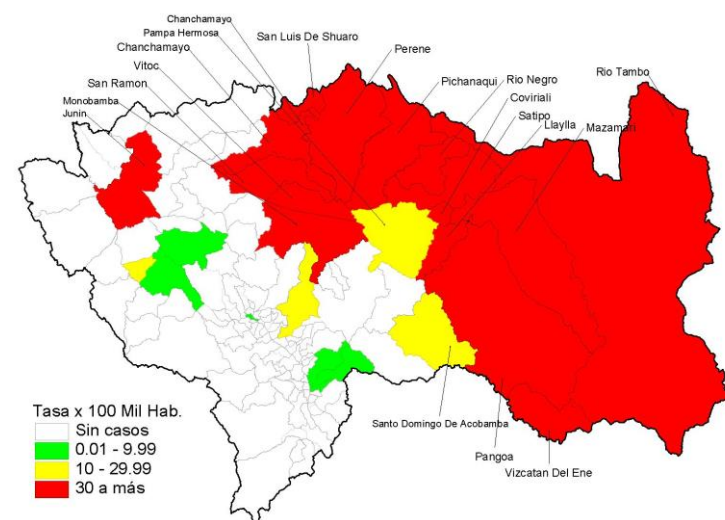 Chanchamayo
Pampa Hermosa
Chanchamayo
Vitoc
San Ramon
Monobamba
Junin
San Luis De Shuaro
Perene
Pichanaqui
Rio Negro
Coviriali
Satipo
Llaylla
Mazamari
Rio Tambo
Santo Domingo De Acobamba
Pangoa
Vizcatan Del Ene
Tasa x 100 Mil Hab.
Sin casos
0.01 - 9.99
10 - 29.99
30 a más